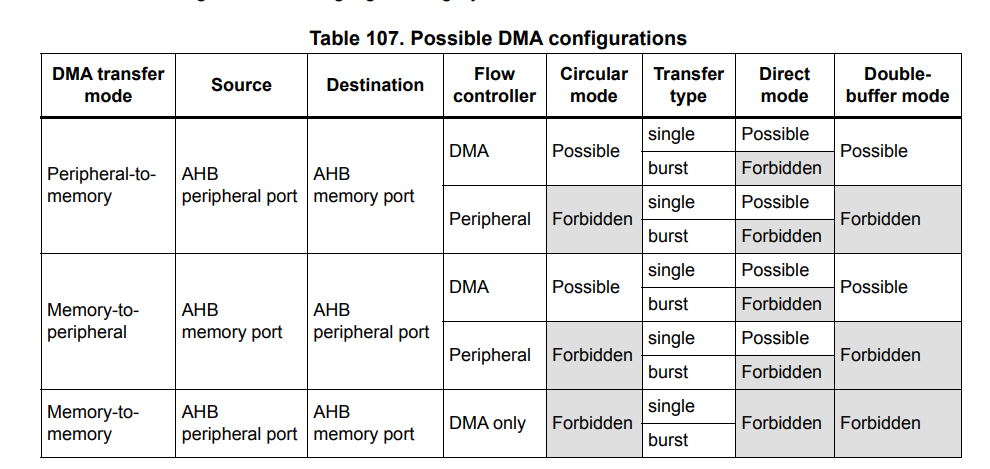 Table 107. Possible DMA configurations
DMA transfer mode | Source | Destination | Flow controller | Circular mode | Transfer type | Direct mode | Double-buffer mode
Peripheral-to-memory | AHB peripheral port | AHB memory port | DMA | Possible | single | Possible | Possible
burst | Forbidden
Peripheral | Forbidden | single | Possible | Forbidden
burst | Forbidden
Memory-to-peripheral | AHB memory port | AHB peripheral port | DMA | Possible | single | Possible | Possible
burst | Forbidden
Peripheral | Forbidden | single | Possible | Forbidden
burst | Forbidden
Memory-to-memory | AHB peripheral port | AHB memory port | DMA only | Forbidden | single | Forbidden | Forbidden
burst